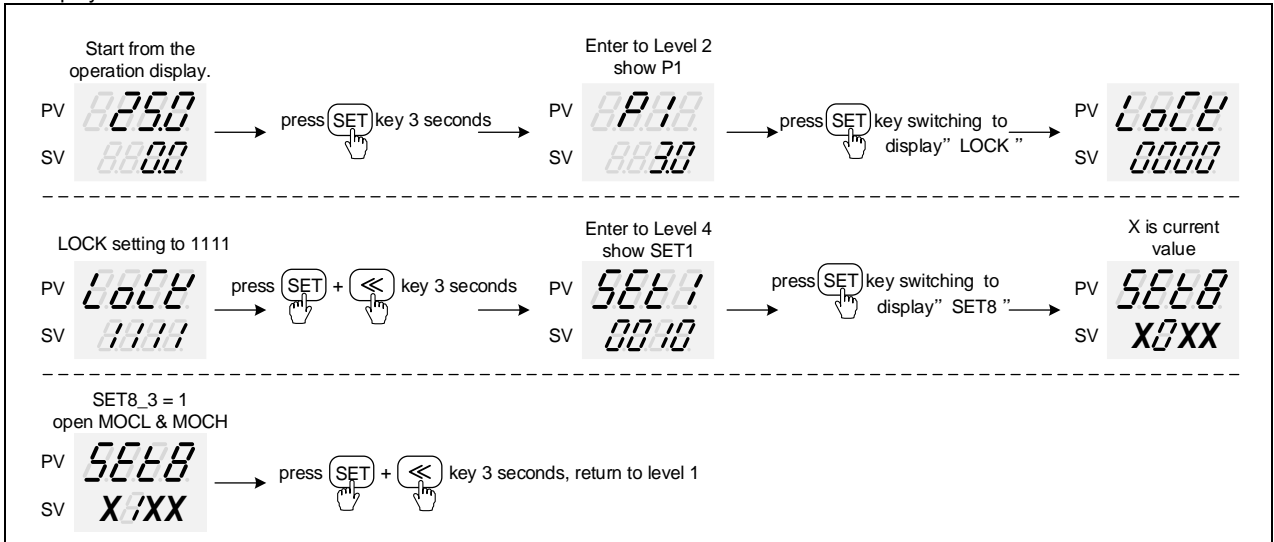 Start from the
operation display.
PV 25.0
SV 0.0
press SET key 3 seconds
Enter to Level 2
show P1
PV P1
SV 3.0
press SET key switching to
display” LOCK ”
PV LoCK
SV 0000
LOCK setting to 1111
PV LoCK
SV 1111
press SET + ≪ key 3 seconds
Enter to Level 4
show SET1
PV SEt1
SV 0010
press SET key switching to
display” SET8 ”
X is current
value
PV SEt8
SV X0XX
SET8_3 = 1
open MOCL & MOCH
PV SEt8
SV X1XX
press SET + ≪ key 3 seconds, return to level 1